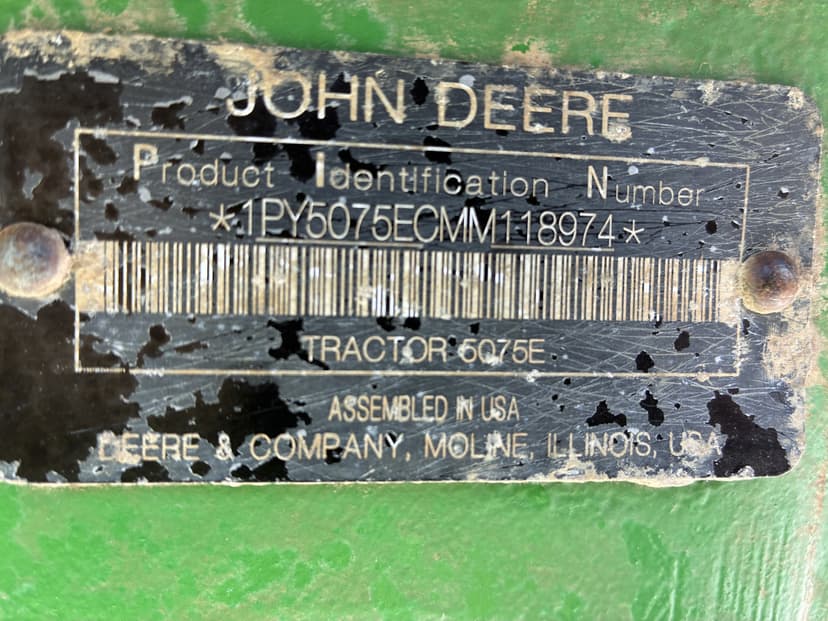 JOHN DEERE
Product Identification Number
*1PY5075ECMM118974*
TRACTOR 5075E
ASSEMBLED IN USA
DEERE & COMPANY, MOLINE, ILLINOIS, USA